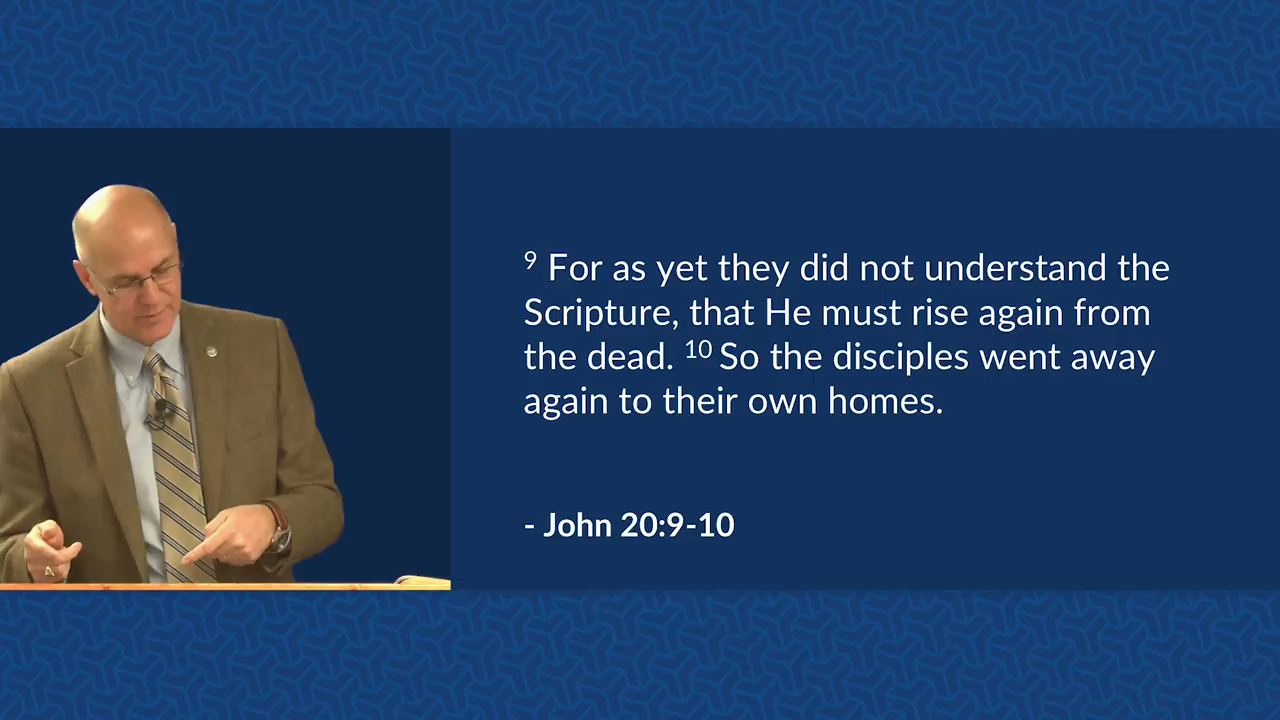 ⁹ For as yet they did not understand the
Scripture, that He must rise again from
the dead. ¹⁰ So the disciples went away
again to their own homes.
- John 20:9-10